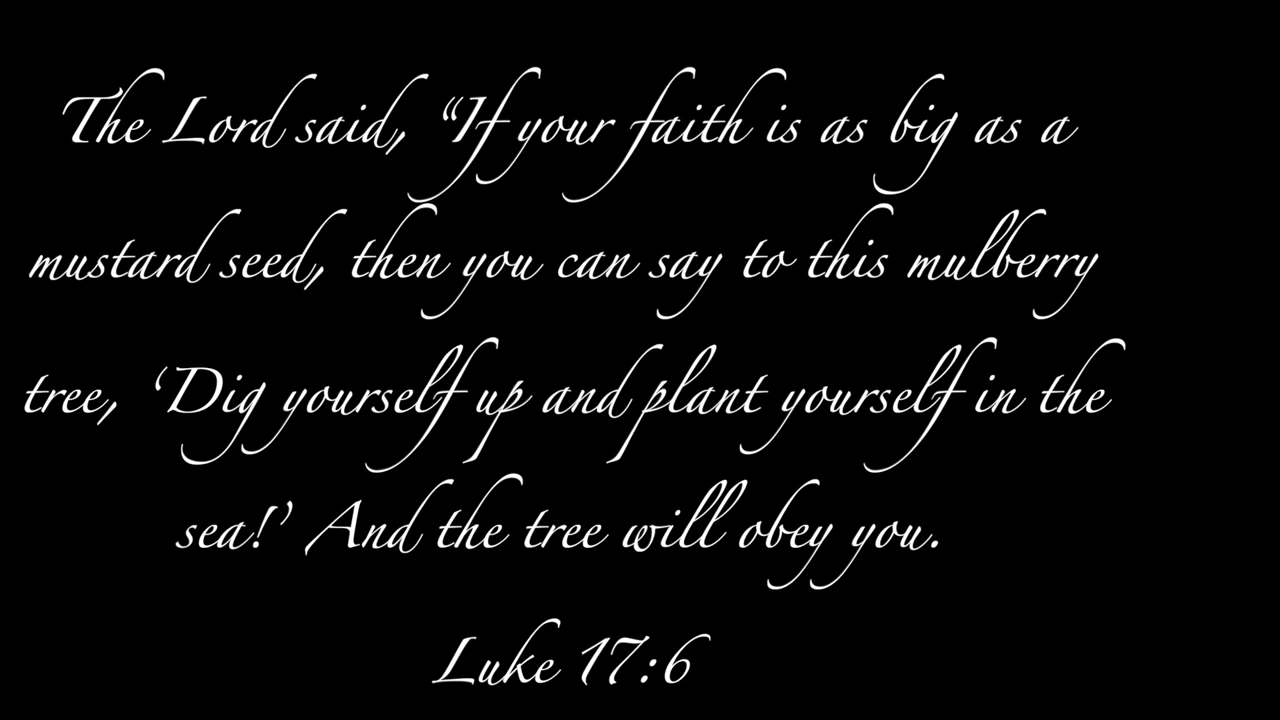 The Lord said, “If your faith is as big as a
mustard seed, then you can say to this mulberry
tree, ‘Dig yourself up and plant yourself in the
sea!’ And the tree will obey you.
Luke 17:6